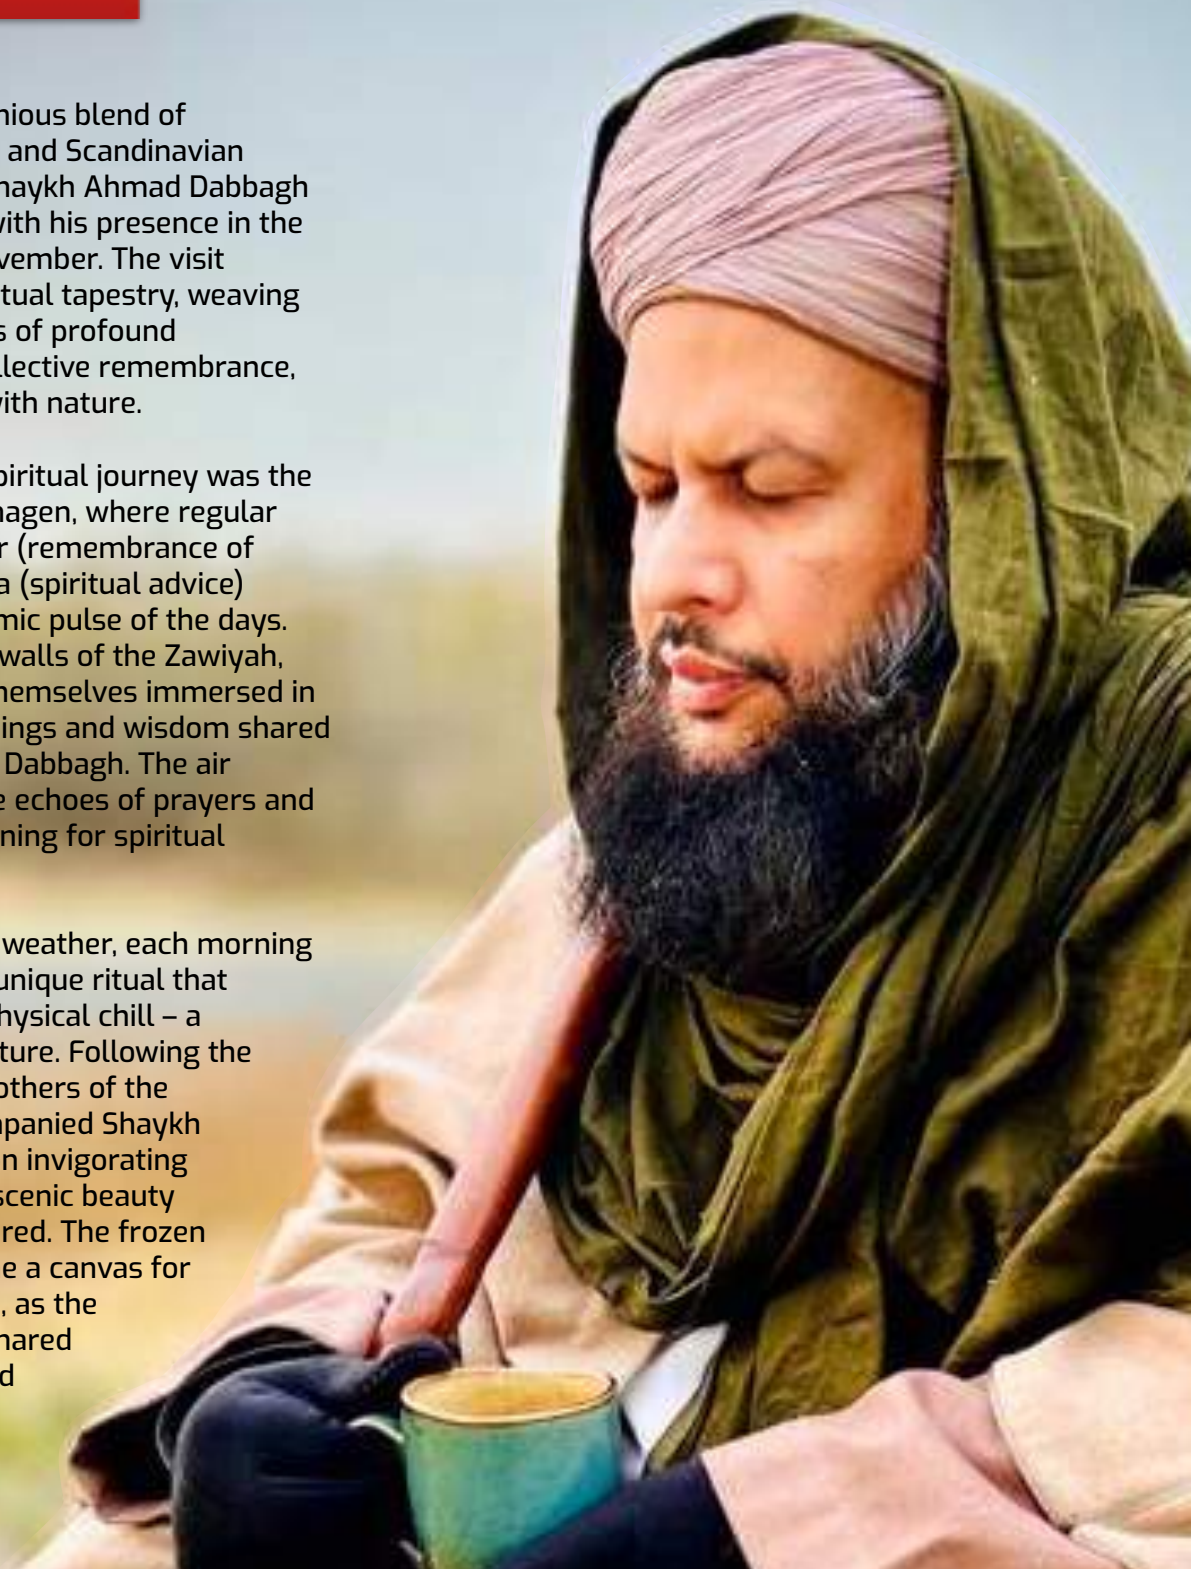 nious blend of
and Scandinavian
haykh Ahmad Dabbagh
with his presence in the
vember. The visit
tual tapestry, weaving
s of profound
llective remembrance,
with nature.
piritual journey was the
hagen, where regular
r (remembrance of
a (spiritual advice)
mic pulse of the days.
walls of the Zawiyah,
hemselves immersed in
ings and wisdom shared
Dabbagh. The air
e echoes of prayers and
ning for spiritual
weather, each morning
unique ritual that
hysical chill – a
ture. Following the
others of the
panied Shaykh
n invigorating
scenic beauty
red. The frozen
e a canvas for
, as the
hared
d